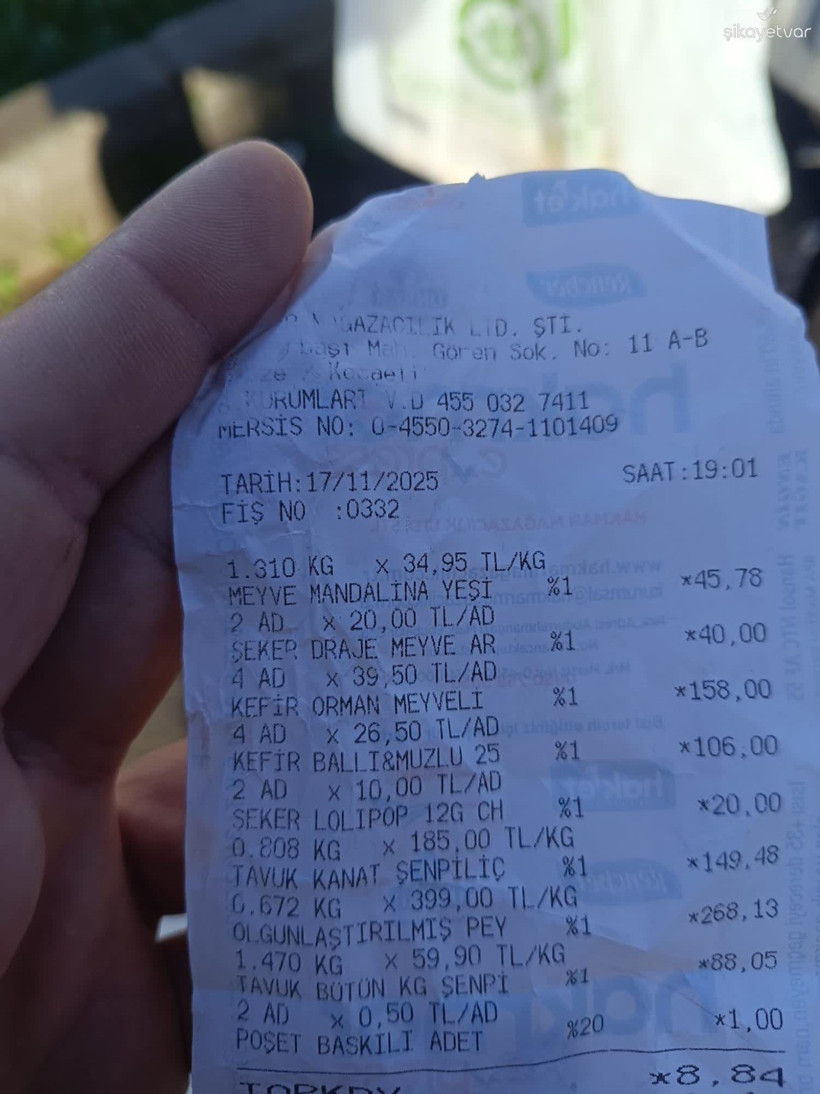 şikayetvar
MAĞAZACILIK LTD. ŞTİ.
Gören Sok. No: 11 A-B
Kocaeli
KURUMLARI V.D 455 032 7411
MERSİS NO: 0-4550-3274-1101409
TARİH:17/11/2025 SAAT:19:01
FİŞ NO :0332
1.310 KG x 34,95 TL/KG
MEYVE MANDALİNA YEŞİ %1 *45,78
2 AD x 20,00 TL/AD
ŞEKER DRAJE MEYVE AR %1 *40,00
4 AD x 39,50 TL/AD
KEFİR ORMAN MEYVELİ %1 *158,00
4 AD x 26,50 TL/AD
KEFİR BALLI&MUZLU 25 %1 *106,00
2 AD x 10,00 TL/AD
ŞEKER LOLİPOP 12G CH %1 *20,00
0.808 KG x 185,00 TL/KG
TAVUK KANAT ŞENPİLİÇ %1 *149,48
0.672 KG x 399,00 TL/KG
OLGUNLAŞTIRILMIŞ PEY %1 *268,13
1.470 KG x 59,90 TL/KG
TAVUK BÜTÜN KG ŞENPİ %1 *88,05
2 AD x 0,50 TL/AD
POŞET BASKILI ADET %20 *1,00
TOPKDV *8,84